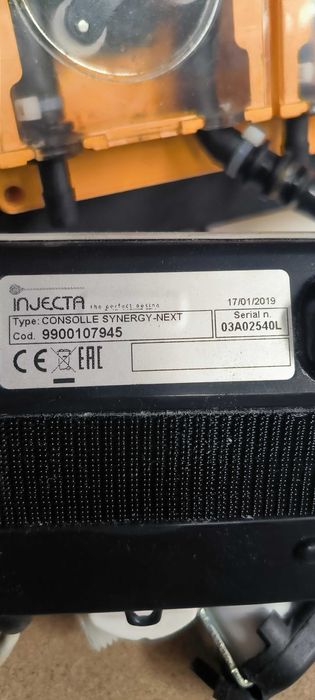 INJECTA the perfect dosing
17/01/2019
Type: CONSOLLE SYNERGY-NEXT
Serial n.
Cod. 9900107945
03A02540L
CE EAC